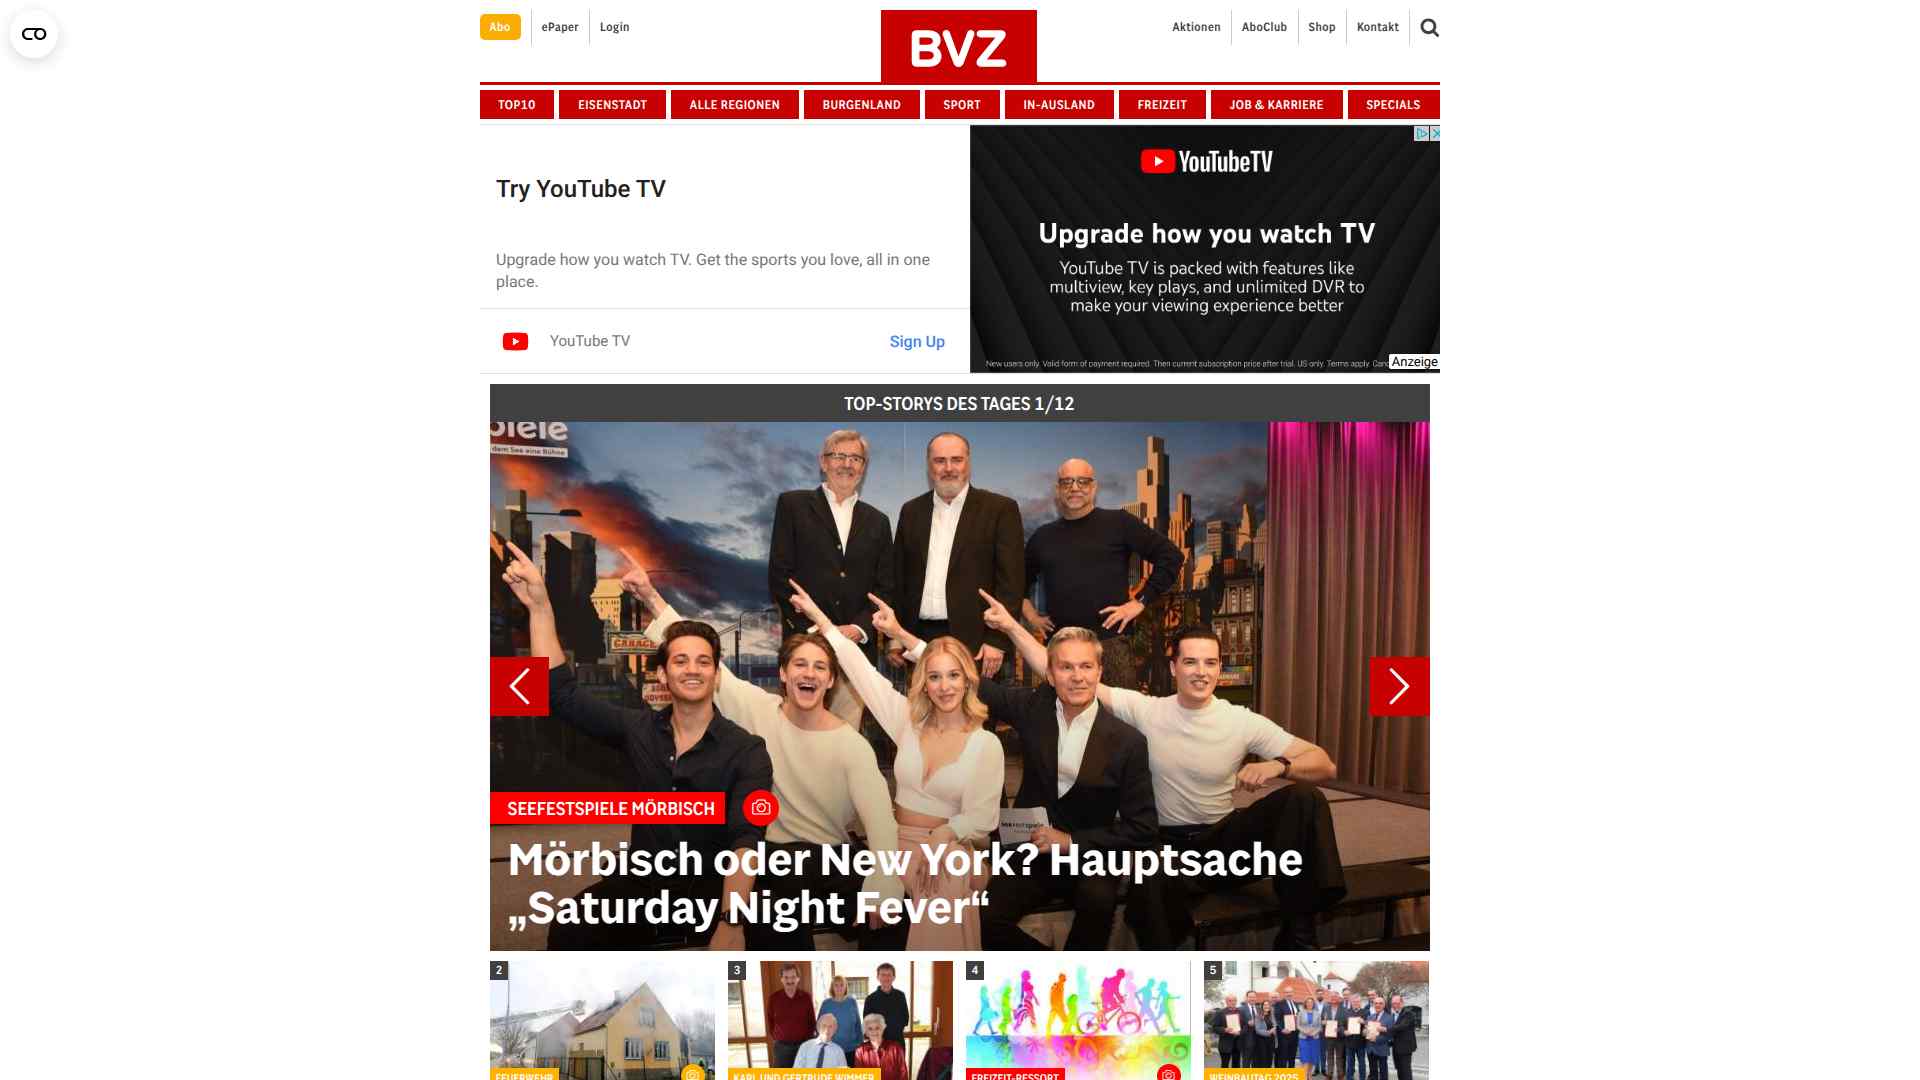 Abo
ePaper
Login
BVZ
Aktionen
AboClub
Shop
Kontakt
TOP10
EISENSTADT
ALLE REGIONEN
BURGENLAND
SPORT
IN-AUSLAND
FREIZEIT
JOB & KARRIERE
SPECIALS
Try YouTube TV
Upgrade how you watch TV. Get the sports you love, all in one
place.
YouTube TV
Sign Up
YouTubeTV
Upgrade how you watch TV
YouTube TV is packed with features like
multiview, key plays, and unlimited DVR to
make your viewing experience better
New users only. Valid form of payment required. Then current subscription price after trial. US only. Terms apply.
Anzeige
TOP-STORYS DES TAGES 1/12
dem See eine Bühne
GARAGE
SEEFESTSPIELE MÖRBISCH
Mörbisch oder New York? Hauptsache
„Saturday Night Fever“
2
FEUERWEHR
3
KARL UND GERTRUDE WIMMER
4
FREIZEIT-RESSORT
5
WEINBAUTAG 2025